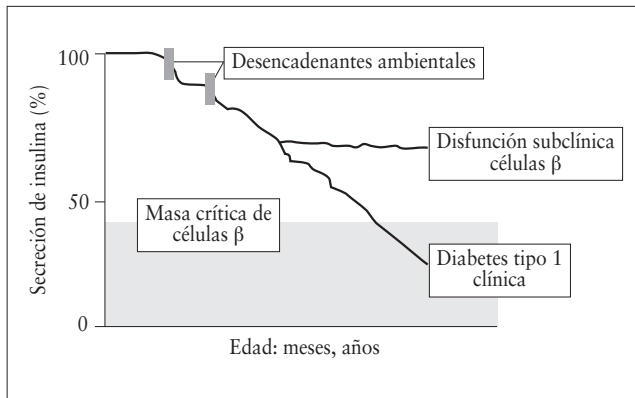 100
Desencadenantes ambientales
Secreción de insulina (%)
Disfunción subclínica
células β
50
Masa crítica de
células β
Diabetes tipo 1
clínica
0
Edad: meses, años